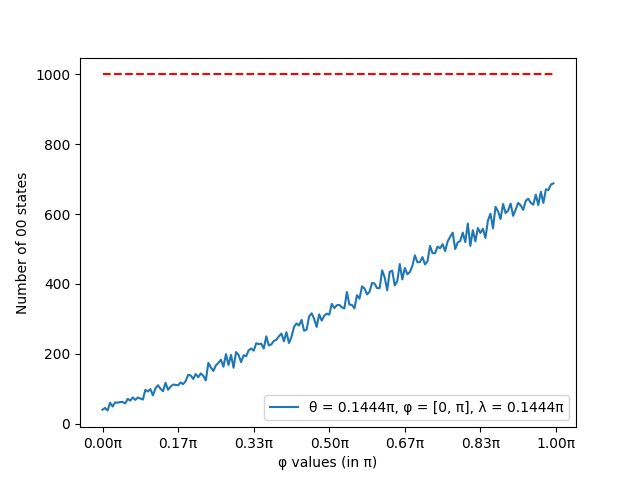 1000
800
600
400
200
0
Number of 00 states
θ = 0.1444π, φ = [0, π], λ = 0.1444π
0.00π 0.17π 0.33π 0.50π 0.67π 0.83π 1.00π
φ values (in π)